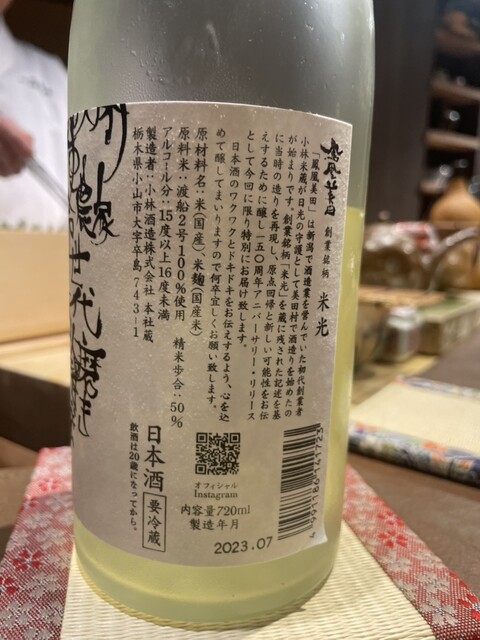 鳳凰美田 創業銘柄 米光
「鳳凰美田」は新潟で酒造業を営んでいた初代創業者
小林米蔵が日光の守護として美田村で酒造りを始めたの
が始まりです。創業銘柄「米光」を蔵に残された記述を基
に当時の造りを再現し、原点回帰と新しい可能性をお伝
えするために醸し一五〇周年アニバーサリー・リリース
として今回に限り特別にお届け致します。
日本酒のワクワクとドキドキをお伝えするよう、心を込
めて醸してまいりますので何卒宜しくお願い致します。
原材料名：米(国産)、米麹(国産米)
原料米：渡船2号100%使用 精米歩合：50%
アルコール分：15度以上16度未満
製造者：小林酒造株式会社 本社蔵
栃木県小山市大字卒島743-1
オフィシャル
Instagram
4991186141723
日本酒
要冷蔵
飲酒は20歳になってから。
内容量720ml
製造年月
2023.07